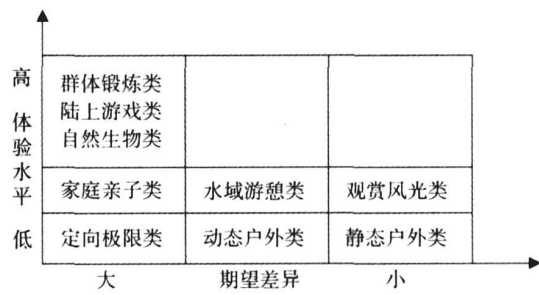 高 体验水平 低
群体锻炼类
陆上游戏类
自然生物类
家庭亲子类 水域游憩类 观赏风光类
定向极限类 动态户外类 静态户外类
大 期望差异 小